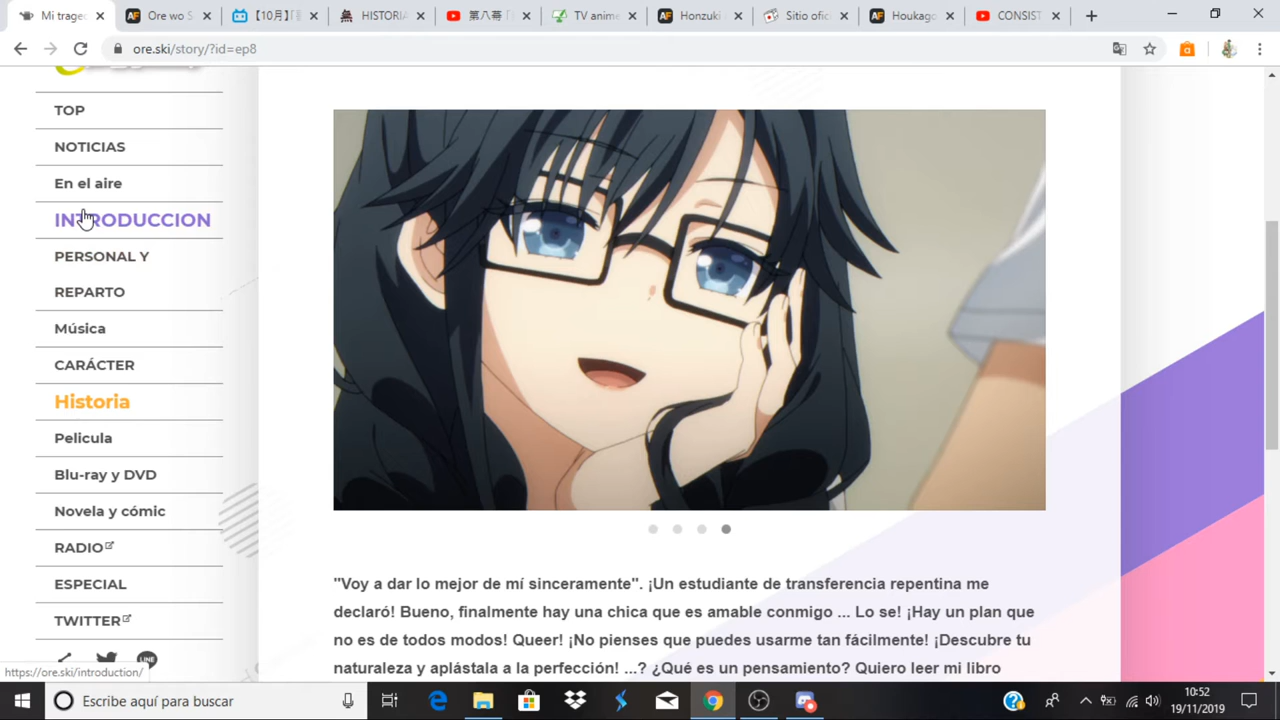 Mi trage
Ore wo S
【10月】
HISTORIA
第八幕
TV anime
Honzuki
Sitio ofi
Houkago
CONSIST
ore.ski/story/?id=ep8
TOP
NOTICIAS
En el aire
INTRODUCCION
PERSONAL Y
REPARTO
Música
CARÁCTER
Historia
Pelicula
Blu-ray y DVD
Novela y cómic
RADIO
ESPECIAL
TWITTER
LINE
"Voy a dar lo mejor de mí sinceramente". ¡Un estudiante de transferencia repentina me
declaró! Bueno, finalmente hay una chica que es amable conmigo ... Lo se! ¡Hay un plan que
no es de todos modos! Queer! ¡No pienses que puedes usarme tan fácilmente! ¡Descubre tu
naturaleza y aplástala a la perfección! ...? ¿Qué es un pensamiento? Quiero leer mi libro
https://ore.ski/introduction/
Escribe aquí para buscar
10:52
19/11/2019